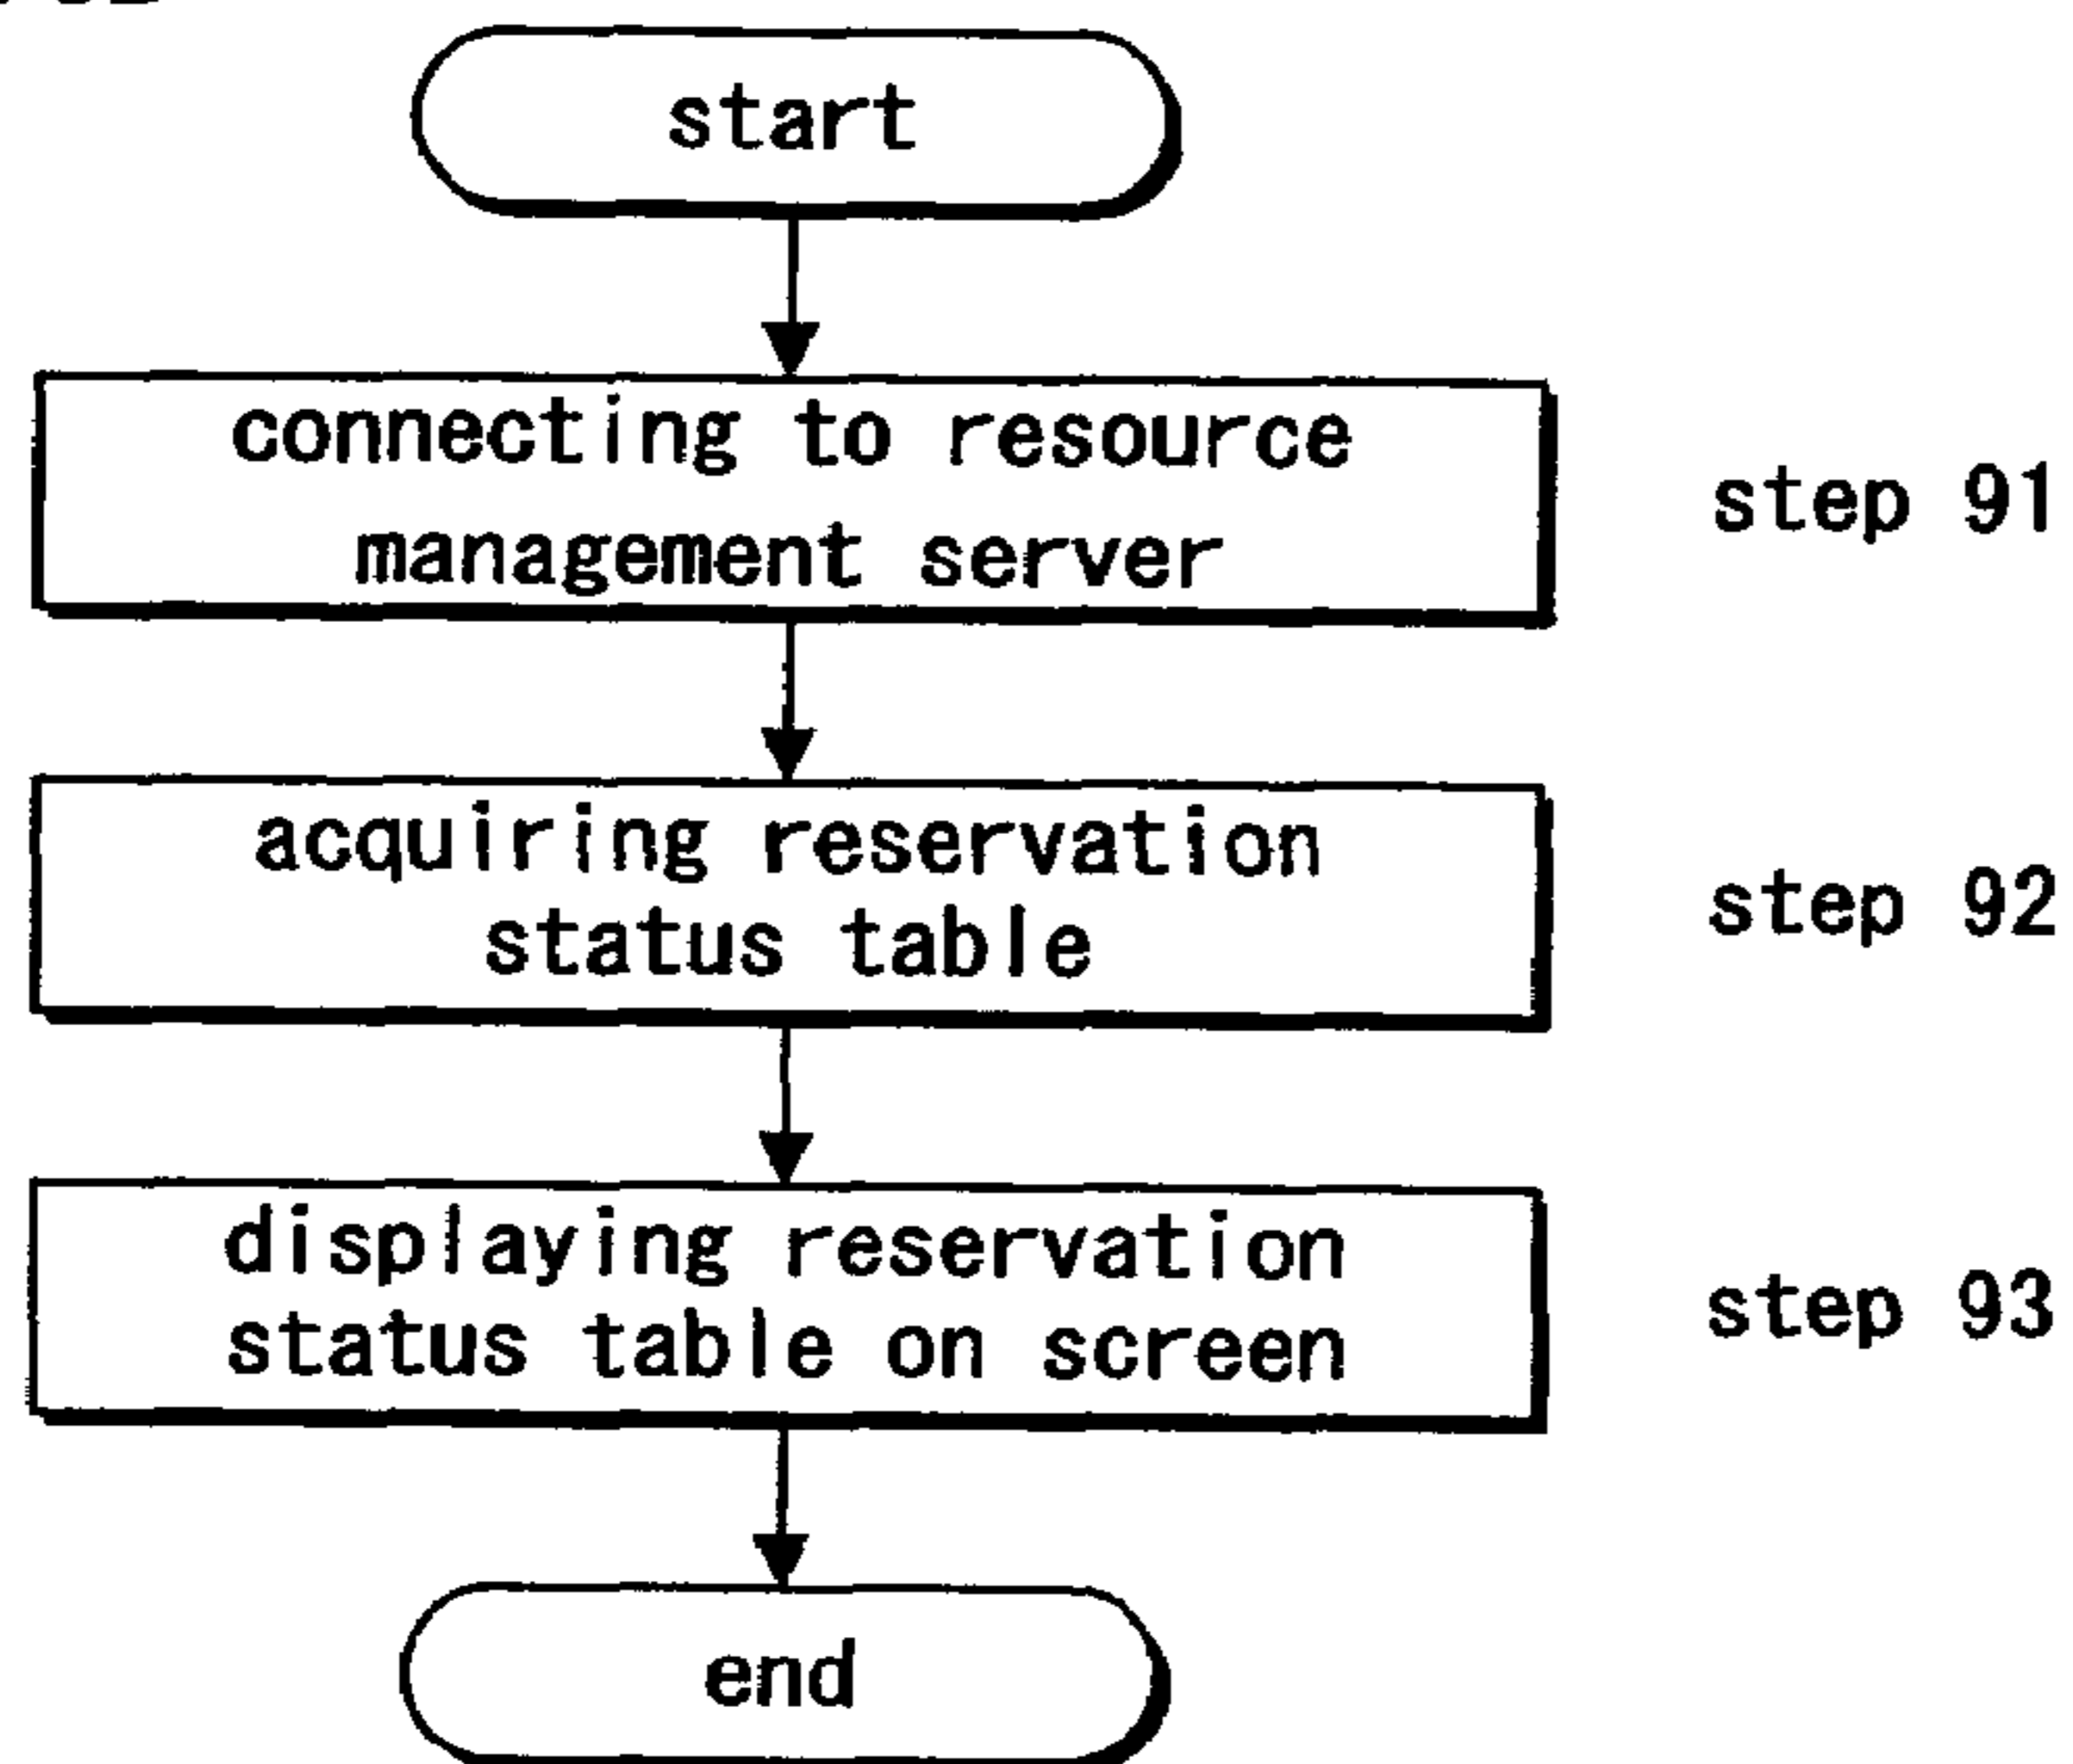 start
connecting to resource
management server
step 91
acquiring reservation
status table
step 92
displaying reservation
status table on screen
step 93
end